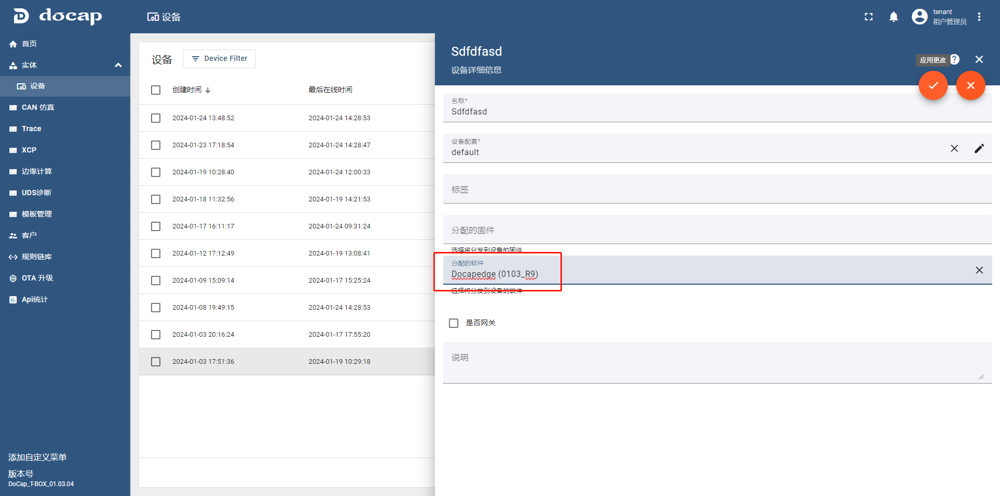 docap
首页
实体
设备
CAN 仿真
Trace
XCP
边缘计算
UDS诊断
模板管理
客户
规则链库
OTA 升级
Api统计
添加自定义菜单
版本号
DoCap_T-BOX_01.03.04
设备
tenant
租户管理员
设备
Device Filter
创建时间
最后在线时间
2024-01-24 13:48:52
2024-01-24 14:28:53
2024-01-23 17:18:54
2024-01-24 14:28:47
2024-01-19 10:28:40
2024-01-24 12:00:33
2024-01-18 11:32:56
2024-01-19 14:21:53
2024-01-17 16:11:17
2024-01-24 09:31:24
2024-01-12 17:12:49
2024-01-19 13:08:41
2024-01-09 15:09:14
2024-01-17 15:25:24
2024-01-08 19:49:15
2024-01-24 14:28:53
2024-01-03 20:16:24
2024-01-17 17:55:20
2024-01-03 17:51:36
2024-01-19 10:29:18
Sdfdfasd
设备详细信息
应用更改
?
名称*
Sdfdfasd
设备配置*
default
标签
分配的固件
选择将分发到设备的固件
分配的软件
Docapedge (0103_R9)
选择将分发到设备的软件
是否网关
说明